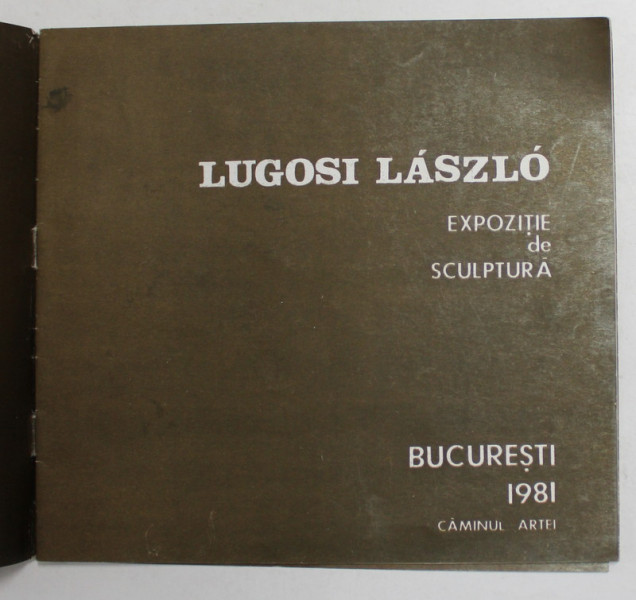 LUGOSI LÁSZLÓ
EXPOZIȚIE
de
SCULPTURĂ
BUCUREȘTI
1981
CĂMINUL ARTEI